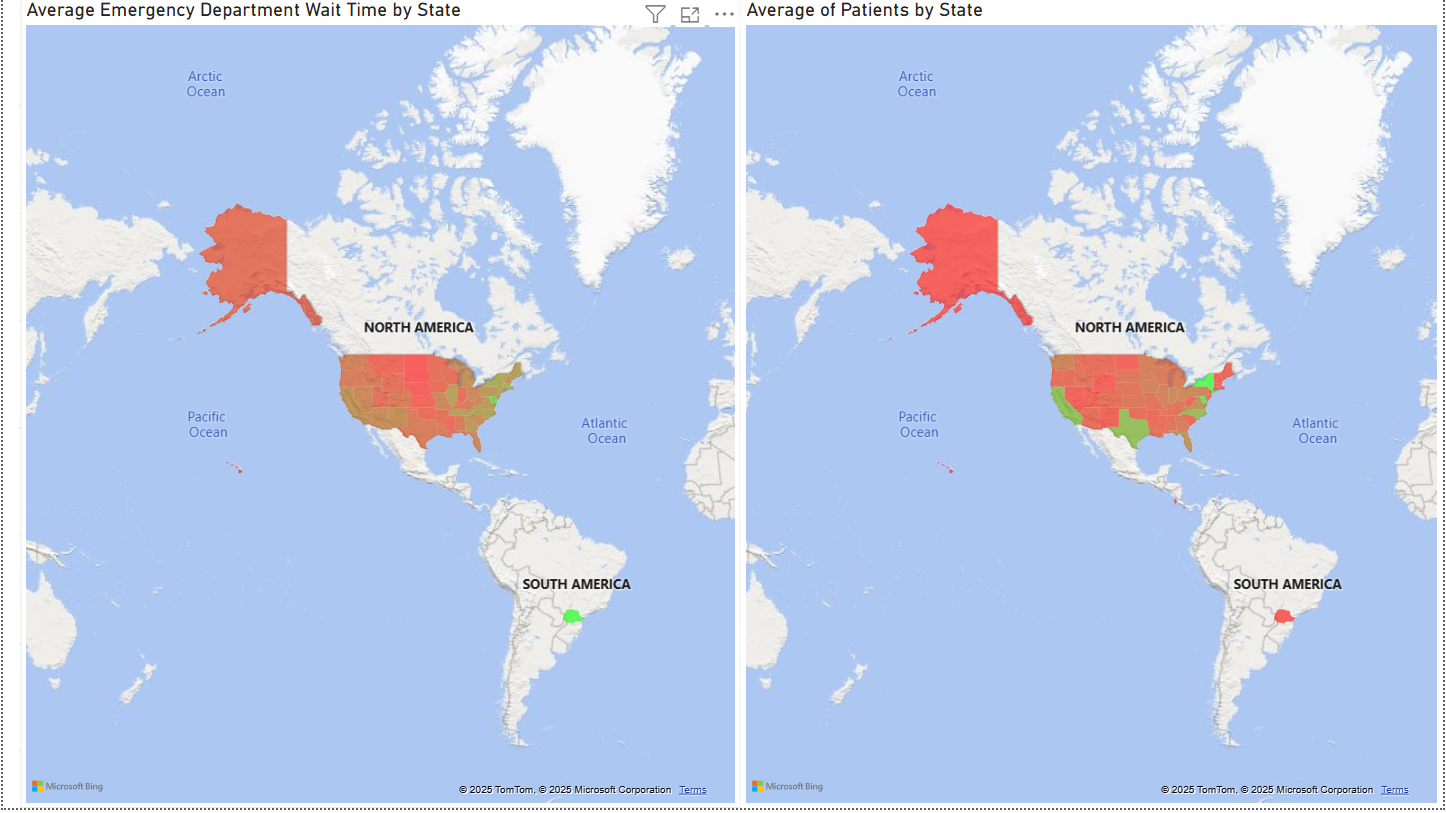 Average Emergency Department Wait Time by State
Arctic
Ocean
NORTH AMERICA
Pacific
Ocean
Atlantic
Ocean
SOUTH AMERICA
Microsoft Bing
© 2025 TomTom, © 2025 Microsoft Corporation Terms
Average of Patients by State
Arctic
Ocean
NORTH AMERICA
Pacific
Ocean
Atlantic
Ocean
SOUTH AMERICA
Microsoft Bing
© 2025 TomTom, © 2025 Microsoft Corporation Terms